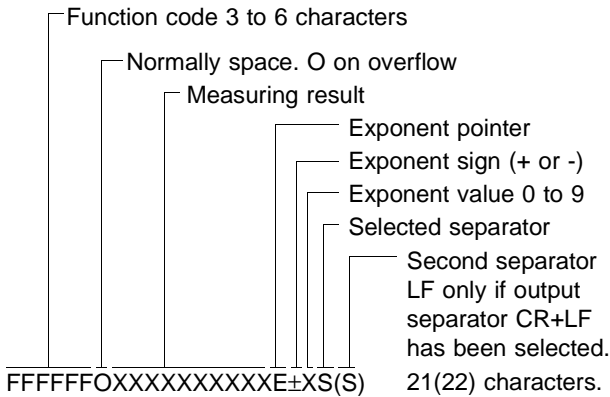 Function code 3 to 6 characters
Normally space. O on overflow
Measuring result
Exponent pointer
Exponent sign (+ or -)
Exponent value 0 to 9
Selected separator
Second separator
LF only if output
separator CR+LF
has been selected.
FFFFFFOXXXXXXXXXXXE±XS(S) 21(22) characters.